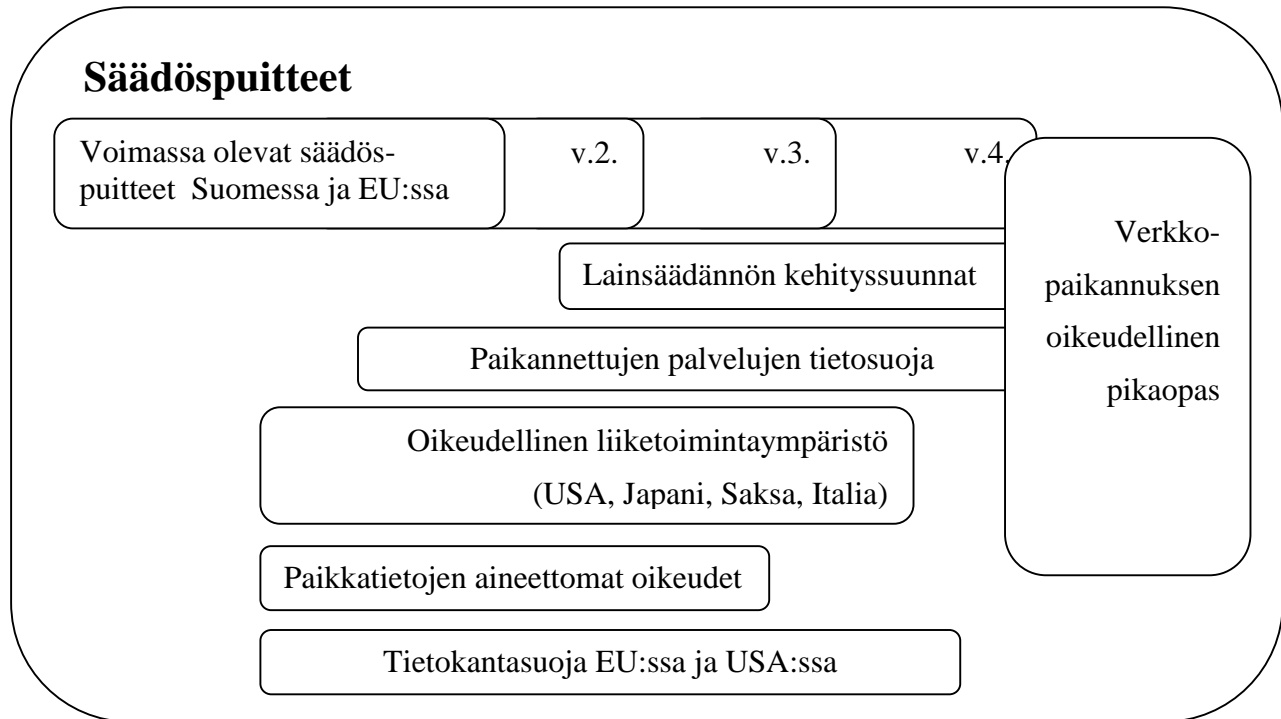 Säädöspuitteet
Voimassa olevat säädös-
puitteet Suomessa ja EU:ssa
v.2.
v.3.
v.4.
Verkko-
paikannuksen
oikeudellinen
pikaopas
Lainsäädännön kehityssuunnat
Paikannettujen palvelujen tietosuoja
Oikeudellinen liiketoimintaympäristö
(USA, Japani, Saksa, Italia)
Paikkatietojen aineettomat oikeudet
Tietokantasuoja EU:ssa ja USA:ssa